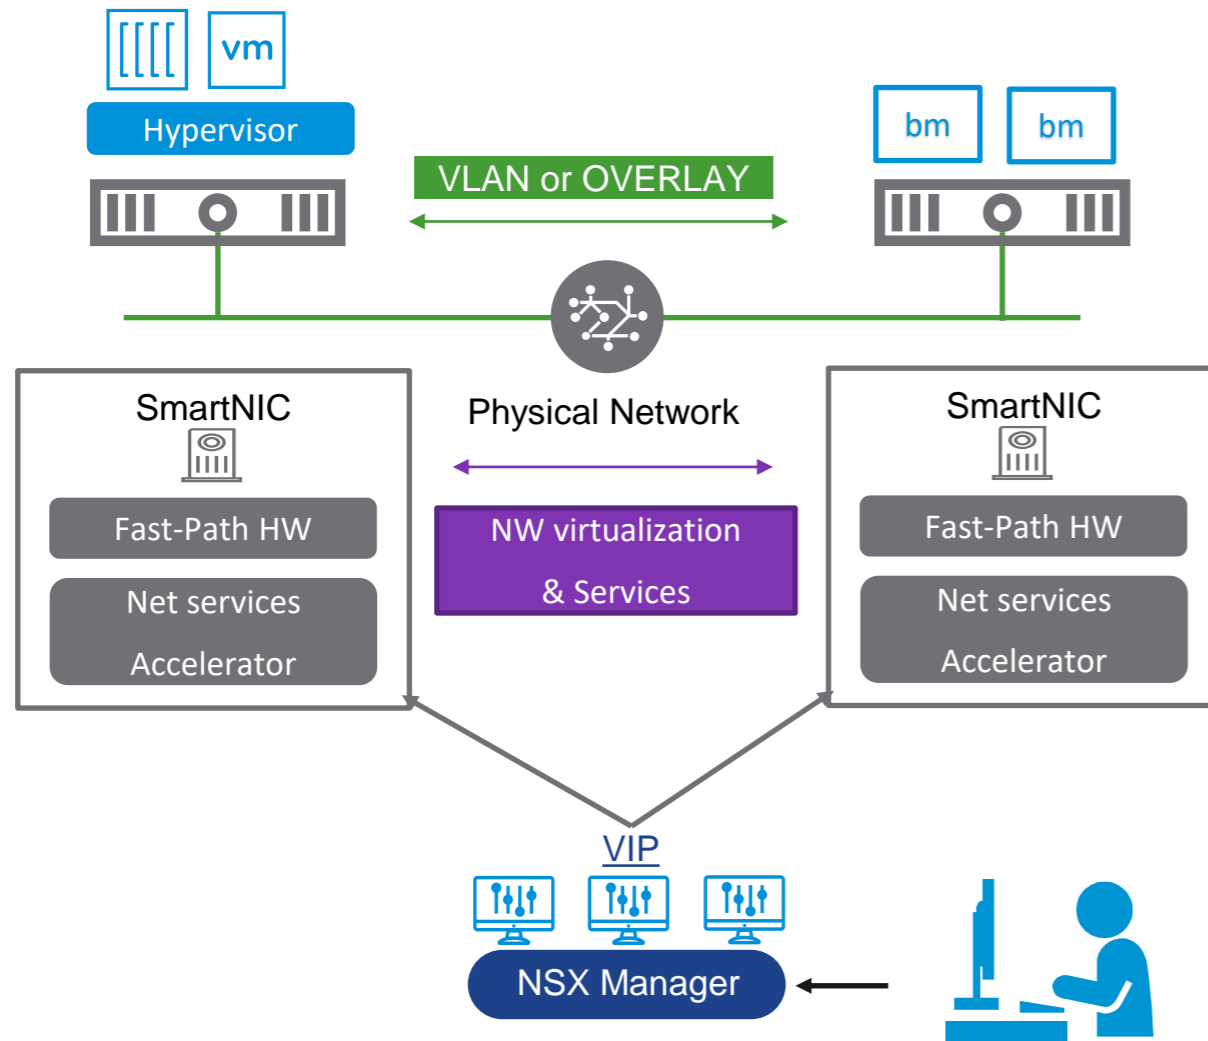 vm
Hypervisor
bm
bm
VLAN or OVERLAY
SmartNIC
Physical Network
SmartNIC
Fast-Path HW
NW virtualization
& Services
Fast-Path HW
Net services
Accelerator
Net services
Accelerator
VIP
NSX Manager